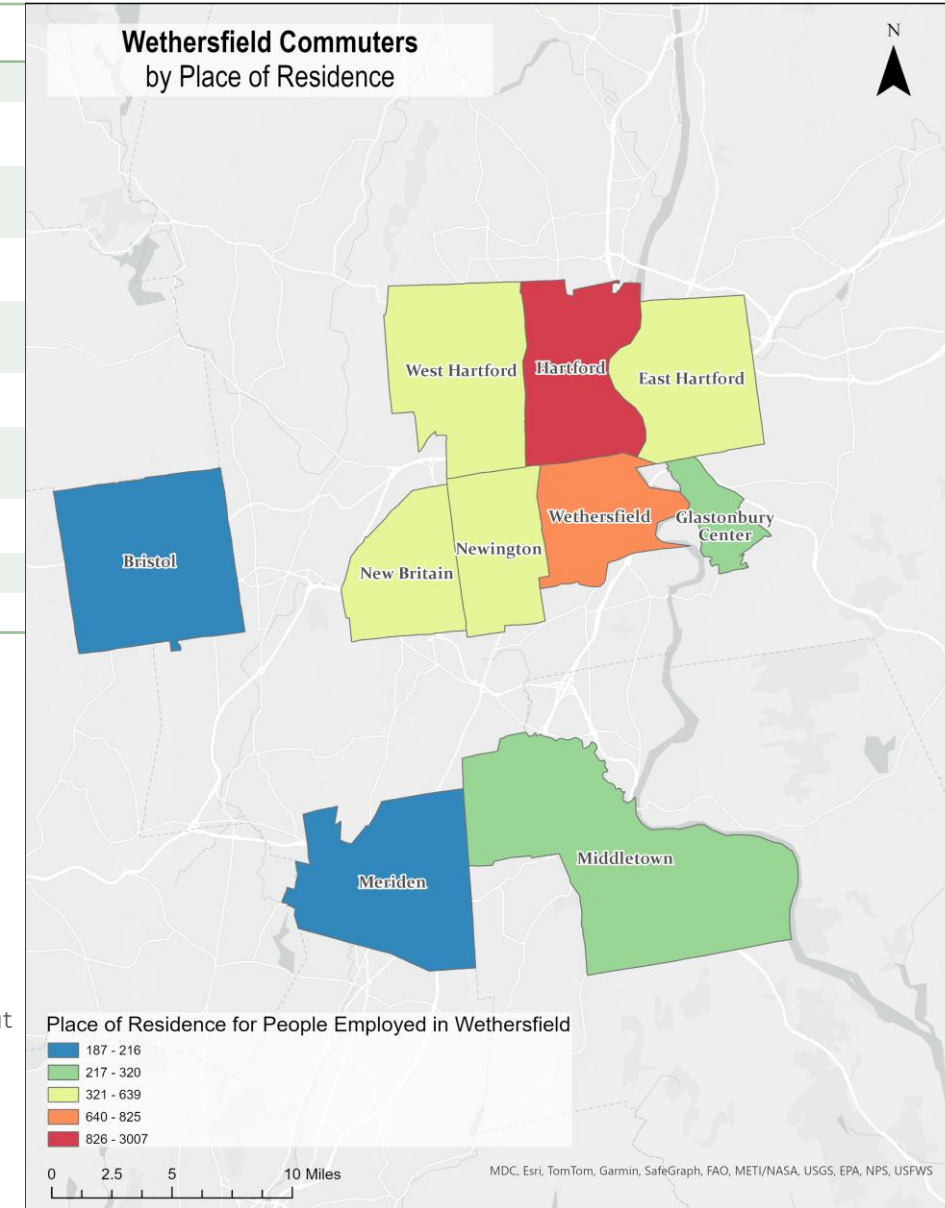 Wethersfield Commuters
by Place of Residence
N
West Hartford
Hartford
East Hartford
Bristol
New Britain
Newington
Wethersfield
Glastonbury
Center
Meriden
Middletown
Place of Residence for People Employed in Wethersfield
187 - 216
217 - 320
321 - 639
640 - 825
826 - 3007
0 2.5 5 10 Miles
MDC, Esri, TomTom, Garmin, SafeGraph, FAO, METI/NASA, USGS, EPA, NPS, USFWS